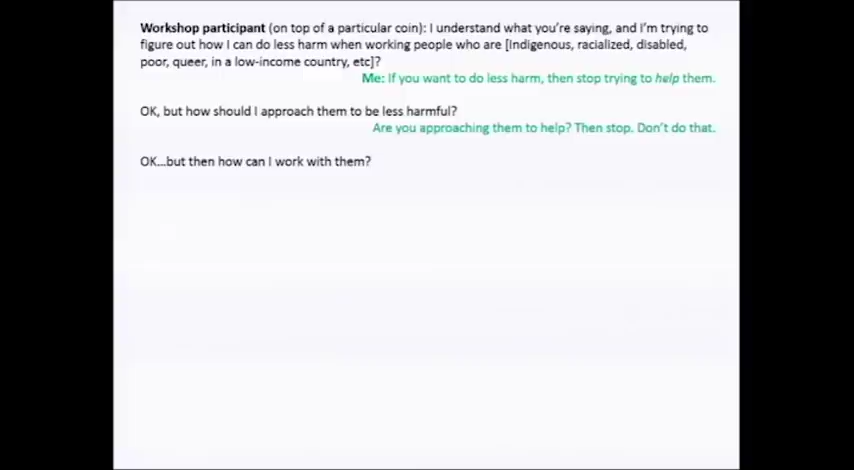 Workshop participant (on top of a particular coin): I understand what you're saying, and I'm trying to
figure out how I can do less harm when working people who are [Indigenous, racialized, disabled,
poor, queer, in a low-income country, etc]?
Me: If you want to do less harm, then stop trying to help them.
OK, but how should I approach them to be less harmful?
Are you approaching them to help? Then stop. Don't do that.
OK...but then how can I work with them?